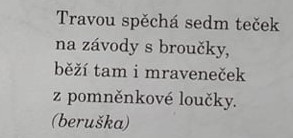 Travou spěchá sedm teček
na závody s broučky,
běží tam i mraveneček
z pomněnkové loučky.
(beruška)